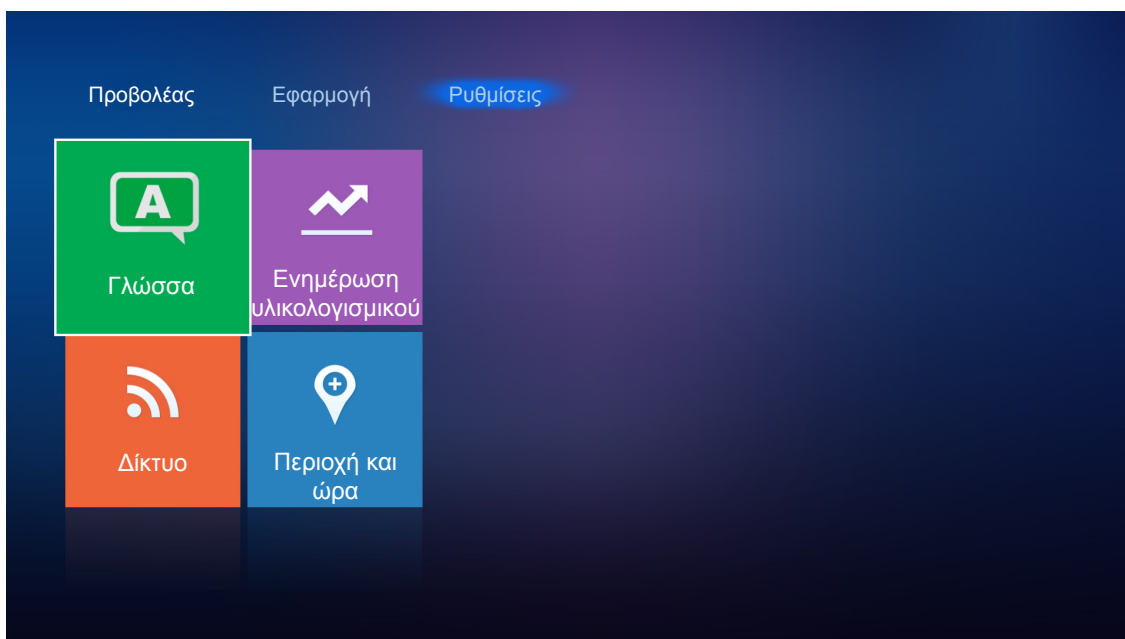 Προβολέας Εφαρμογή Ρυθμίσεις
A
Γλώσσα
Ενημέρωση
υλικολογισμικού
Δίκτυο
Περιοχή και
ώρα